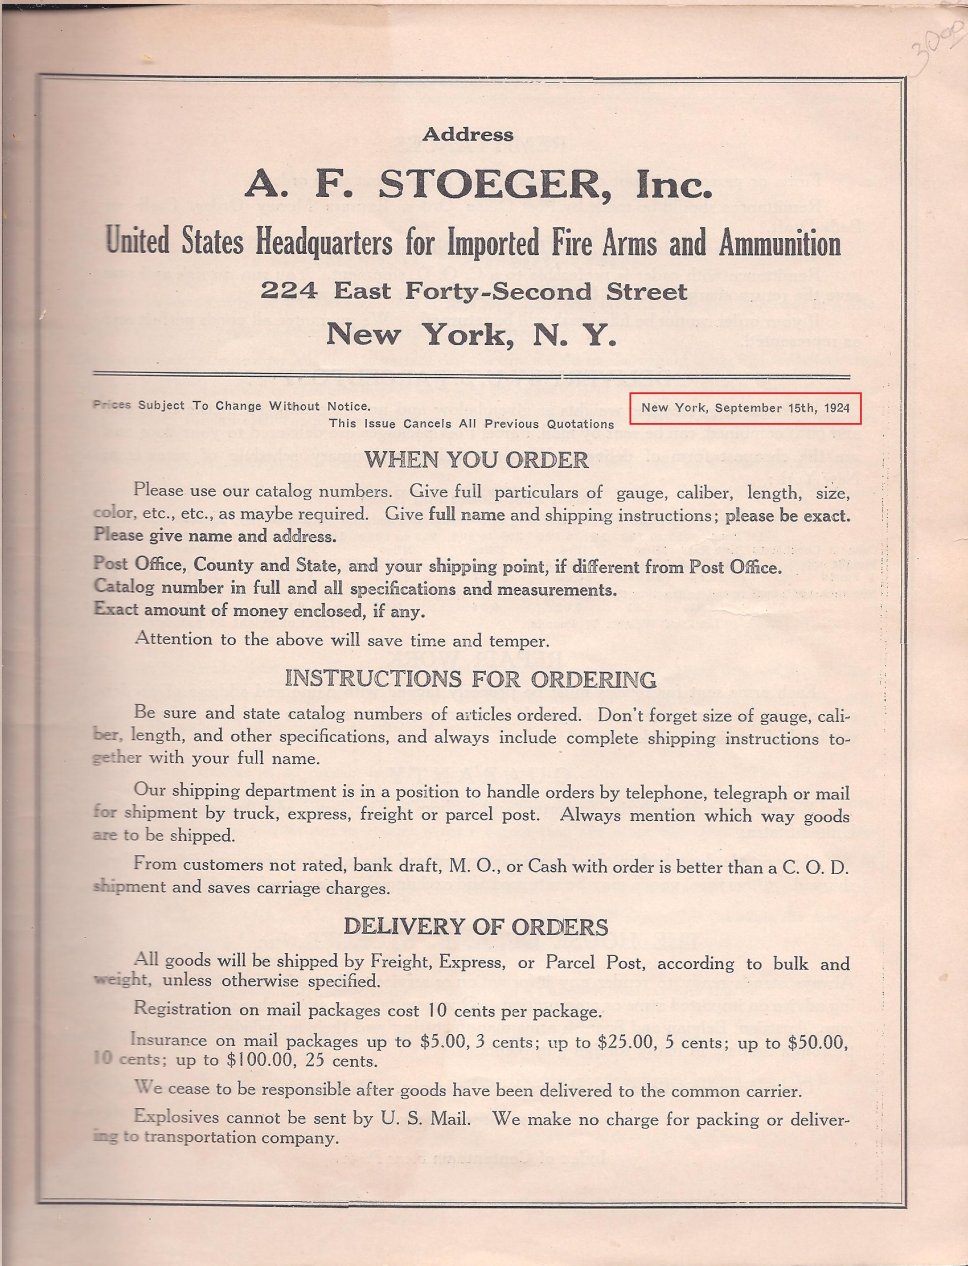 3000
Address
A. F. STOEGER, Inc.
United States Headquarters for Imported Fire Arms and Ammunition
224 East Forty-Second Street
New York, N. Y.
Prices Subject To Change Without Notice.
New York, September 15th, 1924
This Issue Cancels All Previous Quotations
WHEN YOU ORDER
Please use our catalog numbers. Give full particulars of gauge, caliber, length, size,
color, etc., etc., as maybe required. Give full name and shipping instructions; please be exact.
Please give name and address.
Post Office, County and State, and your shipping point, if different from Post Office.
Catalog number in full and all specifications and measurements.
Exact amount of money enclosed, if any.
Attention to the above will save time and temper.
INSTRUCTIONS FOR ORDERING
Be sure and state catalog numbers of articles ordered. Don't forget size of gauge, cali-
ber, length, and other specifications, and always include complete shipping instructions to-
gether with your full name.
Our shipping department is in a position to handle orders by telephone, telegraph or mail
for shipment by truck, express, freight or parcel post. Always mention which way goods
are to be shipped.
From customers not rated, bank draft, M. O., or Cash with order is better than a C. O. D.
shipment and saves carriage charges.
DELIVERY OF ORDERS
All goods will be shipped by Freight, Express, or Parcel Post, according to bulk and
weight, unless otherwise specified.
Registration on mail packages cost 10 cents per package.
Insurance on mail packages up to $5.00, 3 cents; up to $25.00, 5 cents; up to $50.00,
10 cents; up to $100.00, 25 cents.
We cease to be responsible after goods have been delivered to the common carrier.
Explosives cannot be sent by U. S. Mail. We make no charge for packing or deliver-
ing to transportation company.